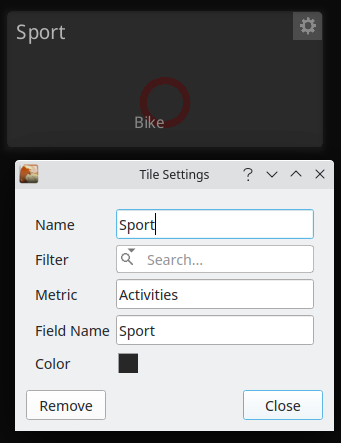 Sport
Bike
Tile Settings
Name Sport
Filter Search...
Metric Activities
Field Name Sport
Color
Remove Close